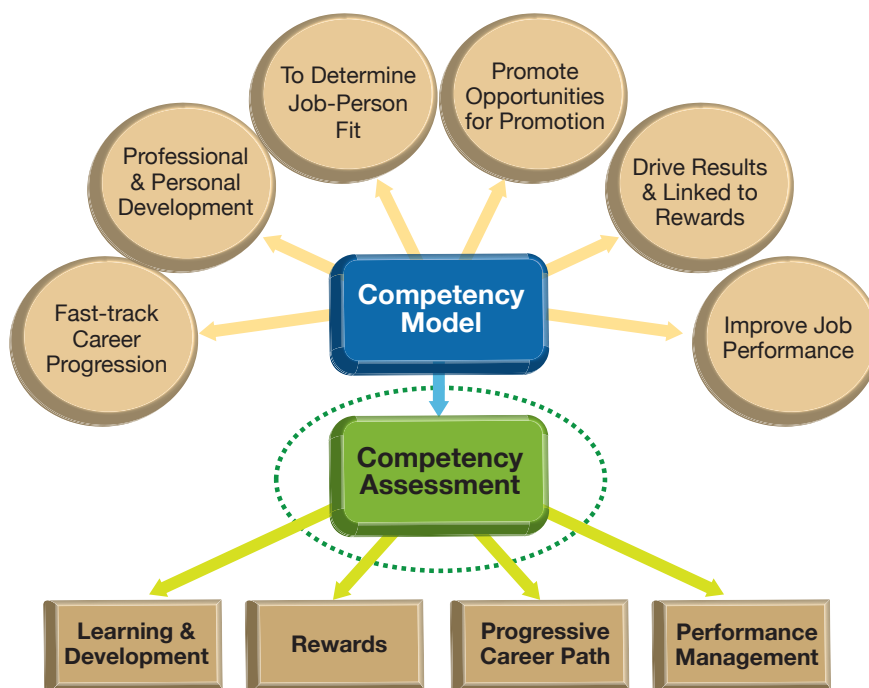 To Determine
Job-Person
Fit
Promote
Opportunities
for Promotion
Professional
& Personal
Development
Drive Results
& Linked to
Rewards
Fast-track
Career
Progression
Competency
Model
Improve Job
Performance
Competency
Assessment
Learning &
Development
Rewards
Progressive
Career Path
Performance
Management